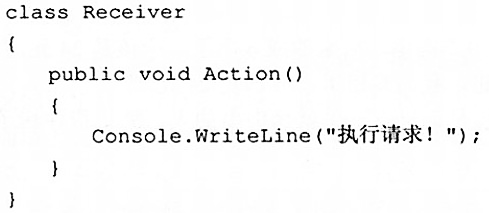 class Receiver
{
    public void Action()
    {
        Console.WriteLine("执行请求！");
    }
}